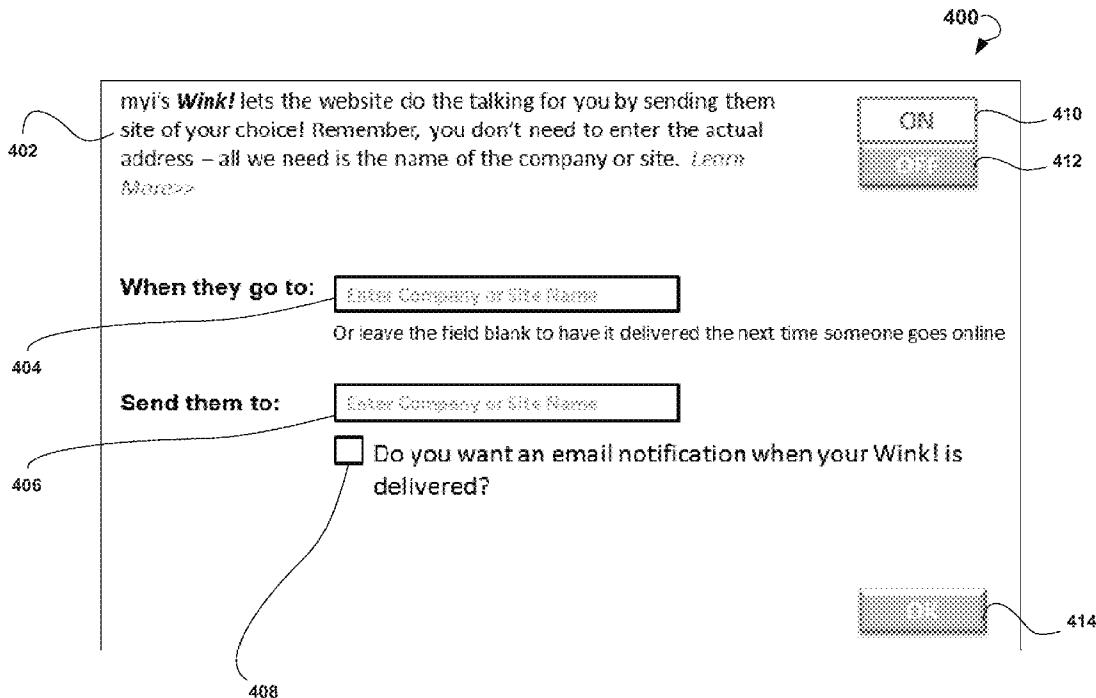 400
myi's Wink! lets the website do the talking for you by sending them
site of your choice! Remember, you don't need to enter the actual
address – all we need is the name of the company or site. Learn
More>>
402
ON
410
OFF
412
When they go to:
Enter Company or Site Name
Or leave the field blank to have it delivered the next time someone goes online
404
Send them to:
Enter Company or Site Name
406
Do you want an email notification when your Wink! is
delivered?
414
408